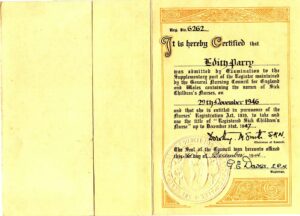 Reg. No. 6262
It is hereby Certified that
Edith Parry
was admitted by Examination to the
Supplementary part of the Register maintained
by the General Nursing Council for England
and Wales containing the names of Sick
Children's Nurses, on
29th November 1946
and that she is entitled in pursuance of the
Nurses' Registration Act, 1919, to take and
use the title of "Registered Sick Children's
Nurse" up to December 31st, 1947
Dorothy M Smith S.R.N.
Chairman of Council.
The Seal of the Council was hereunto affixed
this day of December
G E Davies, S.R.N.
Registrar.